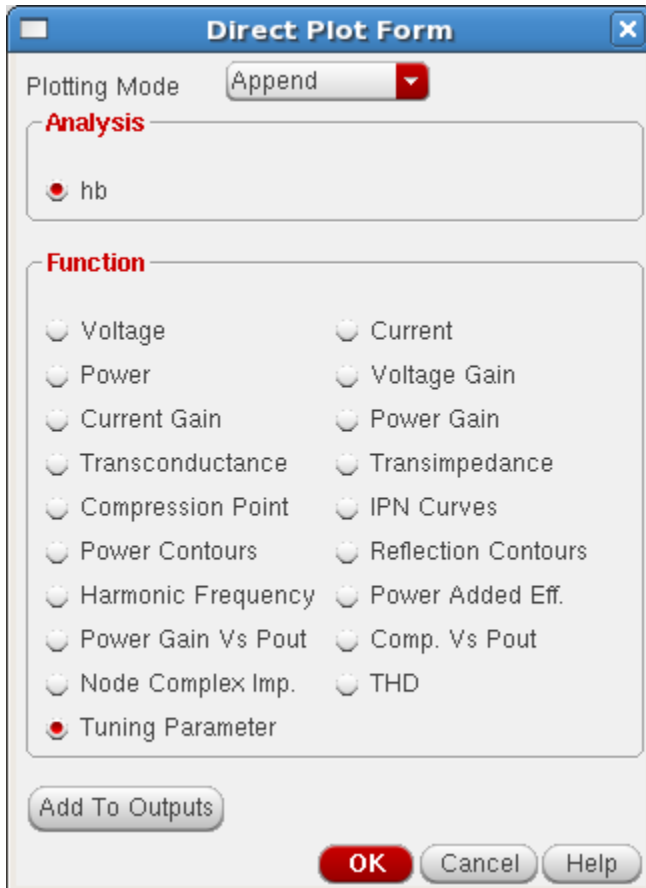 Direct Plot Form
Plotting Mode Append
Analysis
hb
Function
Voltage Current
Power Voltage Gain
Current Gain Power Gain
Transconductance Transimpedance
Compression Point IPN Curves
Power Contours Reflection Contours
Harmonic Frequency Power Added Eff.
Power Gain Vs Pout Comp. Vs Pout
Node Complex Imp. THD
Tuning Parameter
Add To Outputs
OK Cancel Help